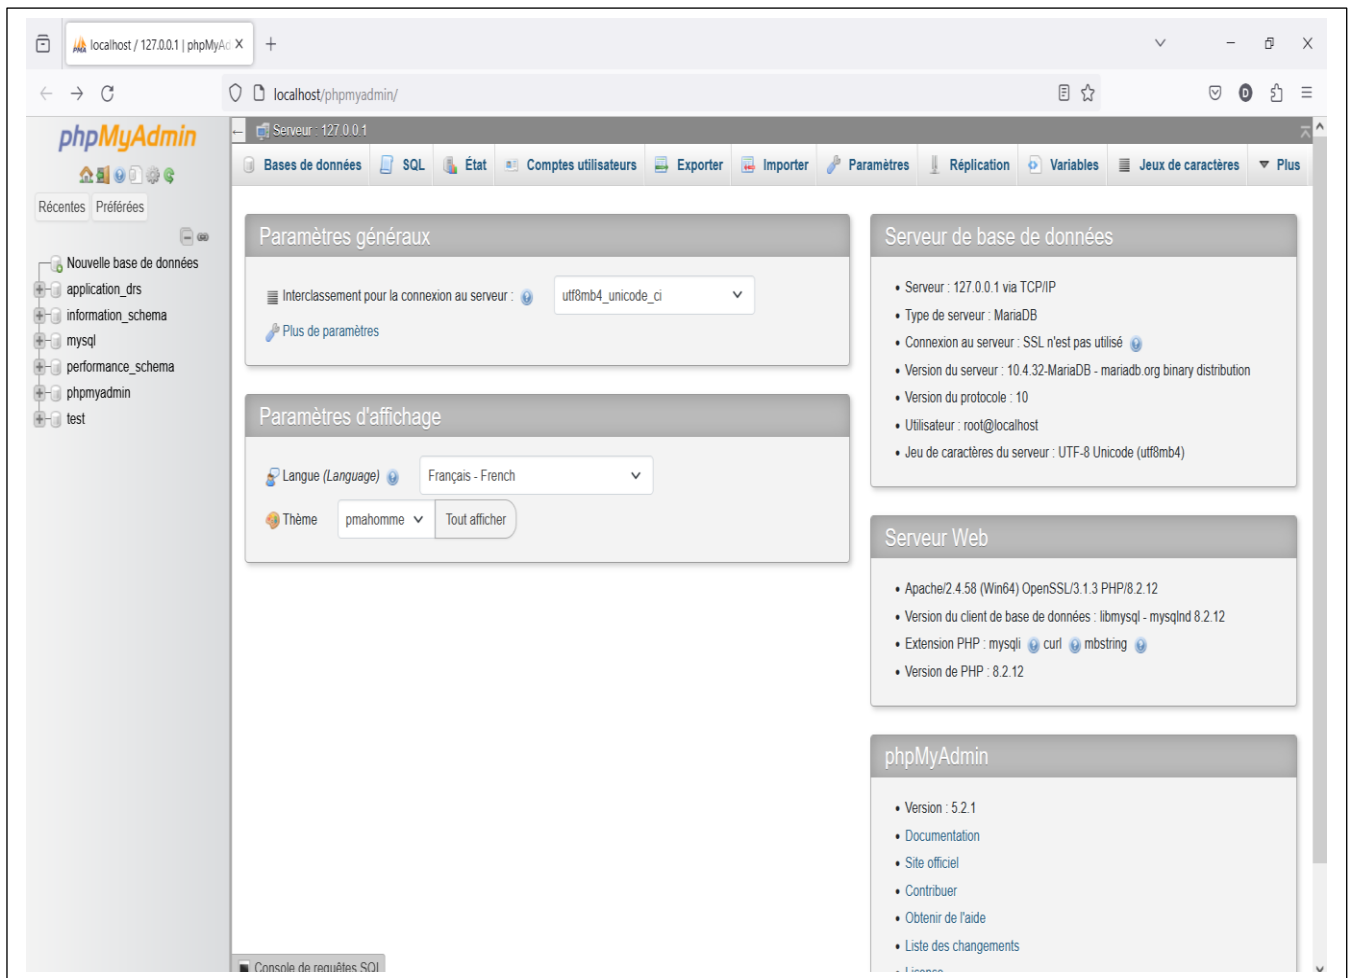 localhost / 127.0.0.1 | phpMyAd
localhost/phpmyadmin/
phpMyAdmin
Récentes Préférées
Nouvelle base de données
application_drs
information_schema
mysql
performance_schema
phpmyadmin
test
Serveur : 127.0.0.1
Bases de données SQL État Comptes utilisateurs Exporter Importer Paramètres Réplication Variables Jeux de caractères Plus
Paramètres généraux
Interclassement pour la connexion au serveur : utf8mb4_unicode_ci
Plus de paramètres
Paramètres d'affichage
Langue (Language) Français - French
Thème pmahomme Tout afficher
Serveur de base de données
• Serveur : 127.0.0.1 via TCP/IP
• Type de serveur : MariaDB
• Connexion au serveur : SSL n'est pas utilisé
• Version du serveur : 10.4.32-MariaDB - mariadb.org binary distribution
• Version du protocole : 10
• Utilisateur : root@localhost
• Jeu de caractères du serveur : UTF-8 Unicode (utf8mb4)
Serveur Web
• Apache/2.4.58 (Win64) OpenSSL/3.1.3 PHP/8.2.12
• Version du client de base de données : libmysql - mysqlnd 8.2.12
• Extension PHP : mysqli curl mbstring
• Version de PHP : 8.2.12
phpMyAdmin
• Version : 5.2.1
• Documentation
• Site officiel
• Contribuer
• Obtenir de l'aide
• Liste des changements
• Licence
Console de requêtes SQL